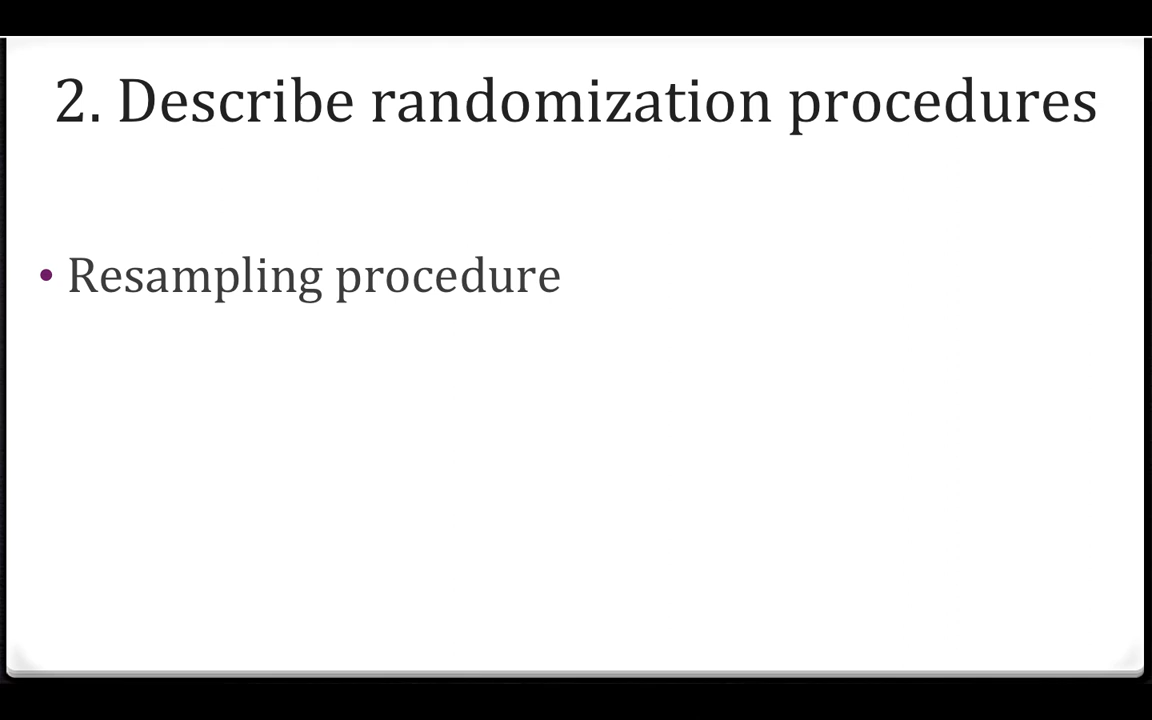 2. Describe randomization procedures
• Resampling procedure